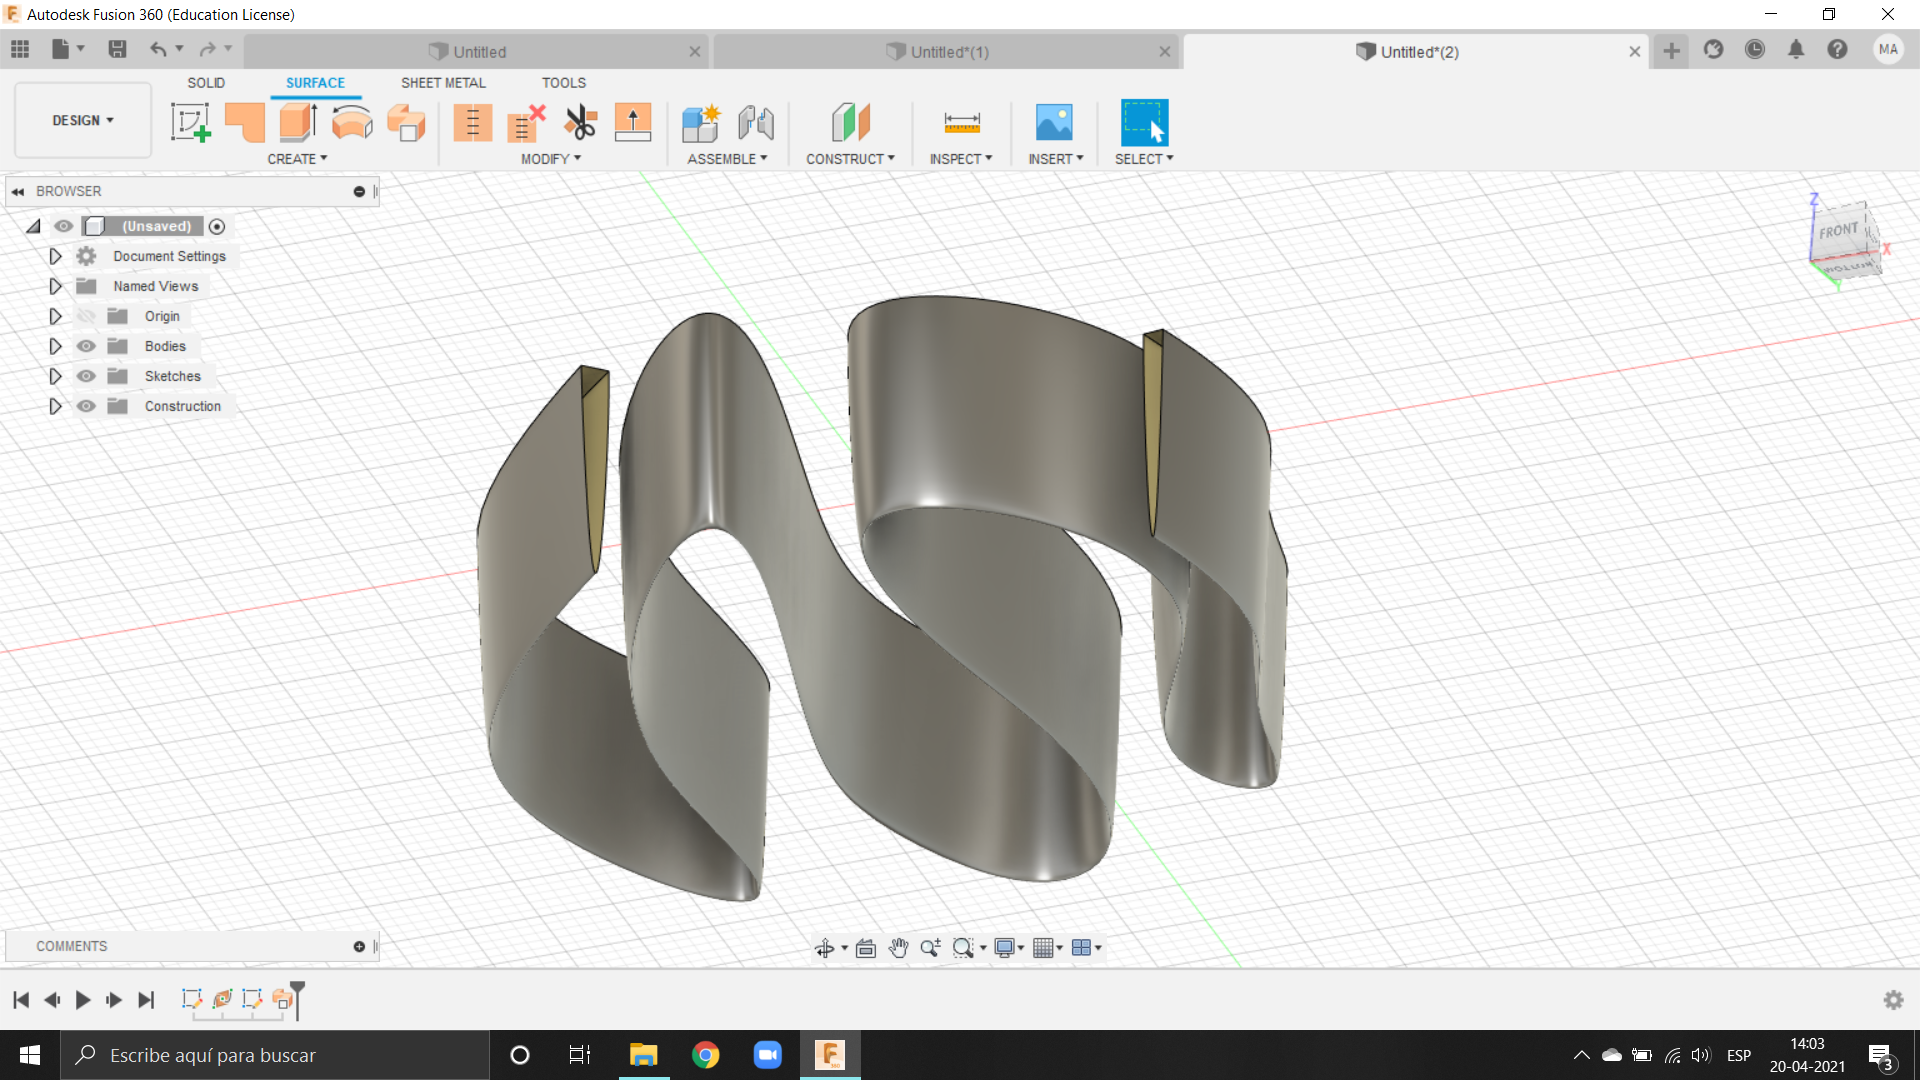 Autodesk Fusion 360 (Education License)
Untitled
Untitled*(1)
Untitled*(2)
MA
SOLID
SURFACE
SHEET METAL
TOOLS
DESIGN
CREATE
MODIFY
ASSEMBLE
CONSTRUCT
INSPECT
INSERT
SELECT
BROWSER
(Unsaved)
Document Settings
Named Views
Origin
Bodies
Sketches
Construction
Z
FRONT
X
BOTTOM
Y
COMMENTS
Escribe aquí para buscar
ESP
14:03
20-04-2021
3